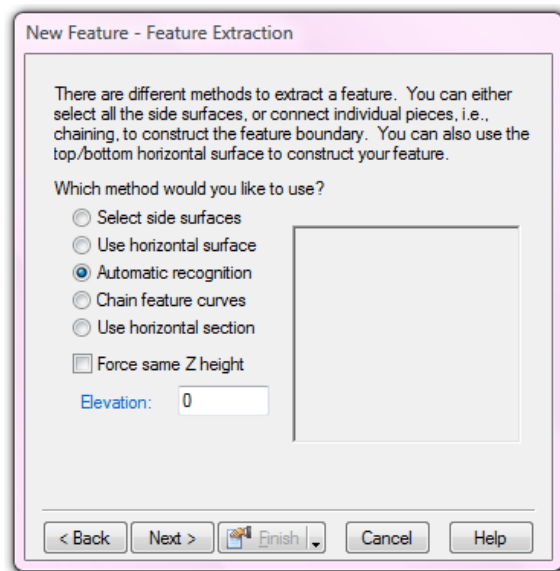 New Feature - Feature Extraction
There are different methods to extract a feature.  You can either
select all the side surfaces, or connect individual pieces, i.e.,
chaining, to construct the feature boundary.  You can also use the
top/bottom horizontal surface to construct your feature.
Which method would you like to use?
Select side surfaces
Use horizontal surface
Automatic recognition
Chain feature curves
Use horizontal section
Force same Z height
Elevation: 0
< Back Next > Finish Cancel Help